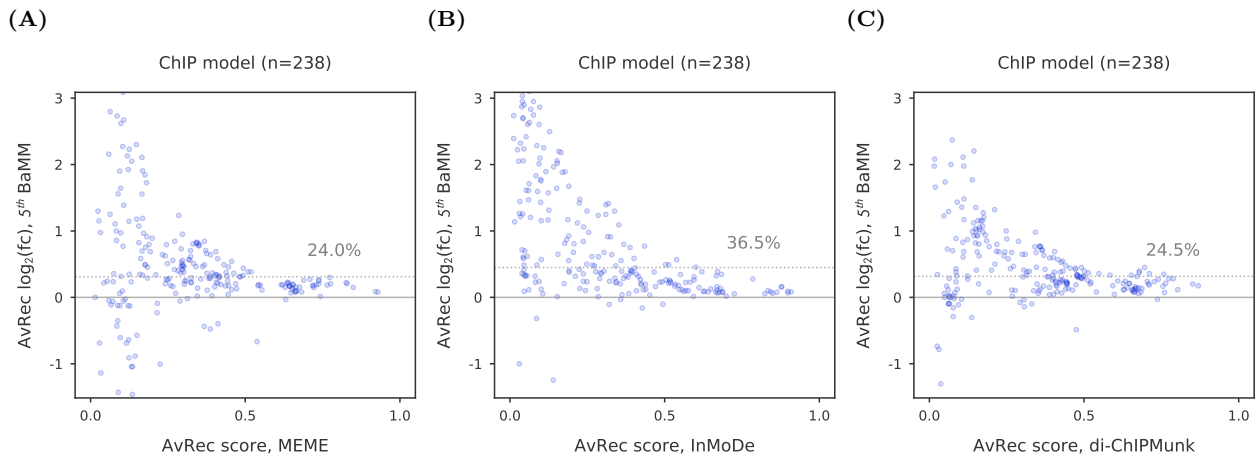 (A)
ChIP model (n=238)
AvRec log₂(fc), 5ᵗʰ BaMM
3
2
1
0
-1
24.0%
0.0
0.5
1.0
AvRec score, MEME
(B)
ChIP model (n=238)
AvRec log₂(fc), 5ᵗʰ BaMM
3
2
1
0
-1
36.5%
0.0
0.5
1.0
AvRec score, InMoDe
(C)
ChIP model (n=238)
AvRec log₂(fc), 5ᵗʰ BaMM
3
2
1
0
-1
24.5%
0.0
0.5
1.0
AvRec score, di-ChIPMunk